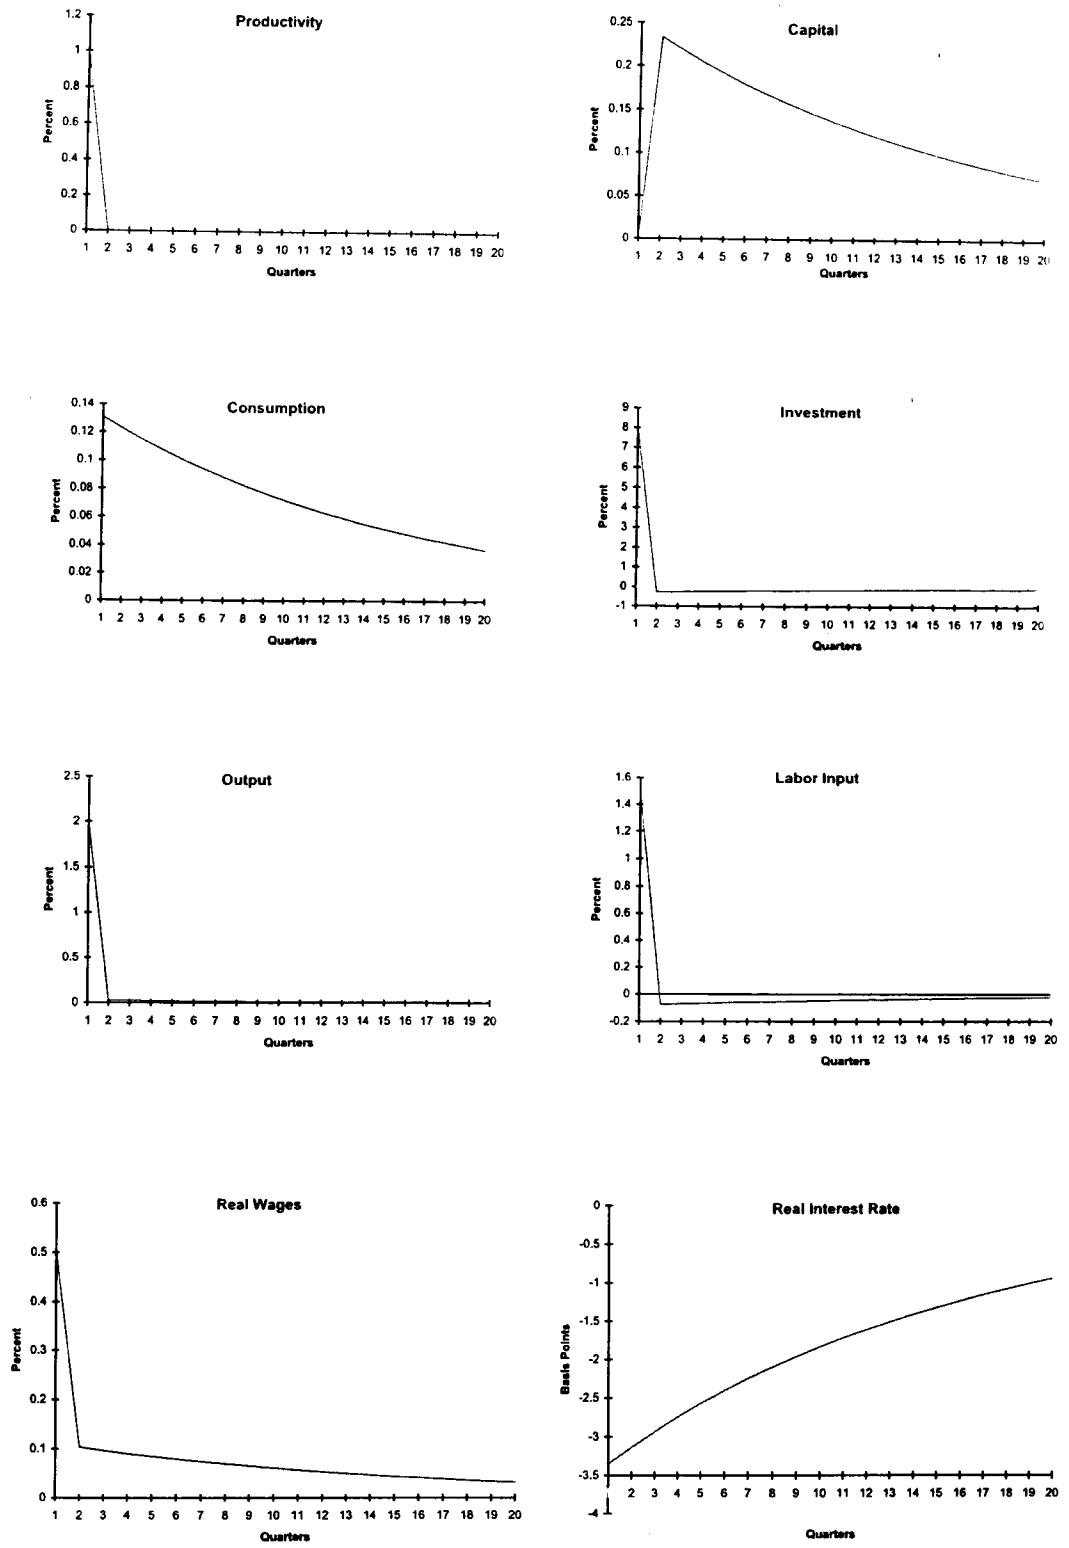 Productivity
1.2
1
0.8
0.6
0.4
0.2
0
Percent
1 2 3 4 5 6 7 8 9 10 11 12 13 14 15 16 17 18 19 20
Quarters
Capital
0.25
0.2
0.15
0.1
0.05
0
Percent
1 2 3 4 5 6 7 8 9 10 11 12 13 14 15 16 17 18 19 20
Quarters
Consumption
0.14
0.12
0.1
0.08
0.06
0.04
0.02
0
Percent
1 2 3 4 5 6 7 8 9 10 11 12 13 14 15 16 17 18 19 20
Quarters
Investment
9
8
7
6
5
4
3
2
1
0
-1
Percent
1 2 3 4 5 6 7 8 9 10 11 12 13 14 15 16 17 18 19 20
Quarters
Output
2.5
2
1.5
1
0.5
0
Percent
1 2 3 4 5 6 7 8 9 10 11 12 13 14 15 16 17 18 19 20
Quarters
Labor Input
1.6
1.4
1.2
1
0.8
0.6
0.4
0.2
0
-0.2
Percent
1 2 3 4 5 6 7 8 9 10 11 12 13 14 15 16 17 18 19 20
Quarters
Real Wages
0.6
0.5
0.4
0.3
0.2
0.1
0
Percent
1 2 3 4 5 6 7 8 9 10 11 12 13 14 15 16 17 18 19 20
Quarters
Real Interest Rate
0
-0.5
-1
-1.5
-2
-2.5
-3
-3.5
-4
Basis Points
2 3 4 5 6 7 8 9 10 11 12 13 14 15 16 17 18 19 20
Quarters